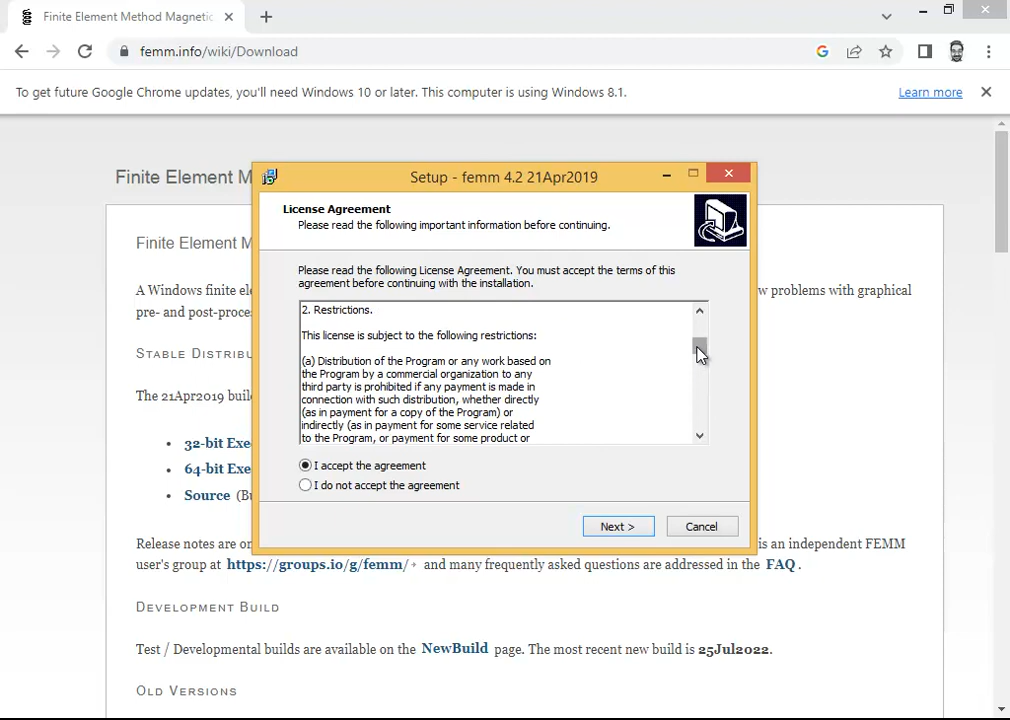 Finite Element Method Magnetic
femm.info/wiki/Download
To get future Google Chrome updates, you'll need Windows 10 or later. This computer is using Windows 8.1.
Learn more
Finite Element M
Setup - femm 4.2 21Apr2019
License Agreement
Please read the following important information before continuing.
Finite Element M
Please read the following License Agreement. You must accept the terms of this
agreement before continuing with the installation.
A Windows finite ele
w problems with graphical
pre- and post-proce
2. Restrictions.
This license is subject to the following restrictions:
Stable Distribu
(a) Distribution of the Program or any work based on
the Program by a commercial organization to any
third party is prohibited if any payment is made in
connection with such distribution, whether directly
(as in payment for a copy of the Program) or
indirectly (as in payment for some service related
to the Program, or payment for some product or
The 21Apr2019 buil
• 32-bit Exe
• 64-bit Exe
• Source (Bu
I accept the agreement
I do not accept the agreement
Next >
Cancel
Release notes are on
is an independent FEMM
user's group at https://groups.io/g/femm/ and many frequently asked questions are addressed in the FAQ.
Development Build
Test / Developmental builds are available on the NewBuild page. The most recent new build is 25Jul2022.
Old Versions